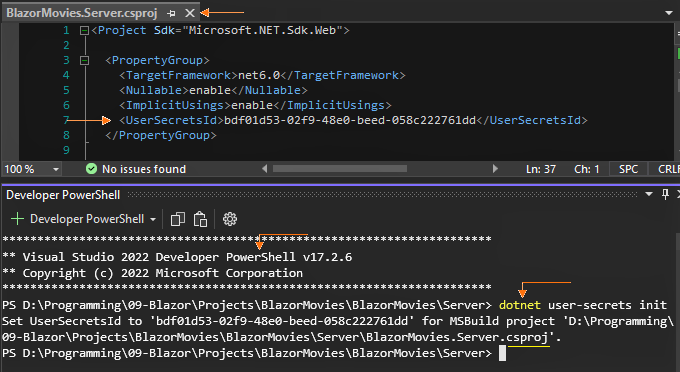 BlazorMovies.Server.csproj
1 <Project Sdk="Microsoft.NET.Sdk.Web">
2
3 <PropertyGroup>
4 <TargetFramework>net6.0</TargetFramework>
5 <Nullable>enable</Nullable>
6 <ImplicitUsings>enable</ImplicitUsings>
7 <UserSecretsId>bdf01d53-02f9-48e0-beed-058c222761dd</UserSecretsId>
8 </PropertyGroup>
9
100 % No issues found Ln: 37 Ch: 1 SPC CRLF
Developer PowerShell
+ Developer PowerShell
**********************************************************************
** Visual Studio 2022 Developer PowerShell v17.2.6
** Copyright (c) 2022 Microsoft Corporation
**********************************************************************
PS D:\Programming\09-Blazor\Projects\BlazorMovies\BlazorMovies\Server> dotnet user-secrets init
Set UserSecretsId to 'bdf01d53-02f9-48e0-beed-058c222761dd' for MSBuild project 'D:\Programming\
09-Blazor\Projects\BlazorMovies\BlazorMovies\Server\BlazorMovies.Server.csproj'.
PS D:\Programming\09-Blazor\Projects\BlazorMovies\BlazorMovies\Server>